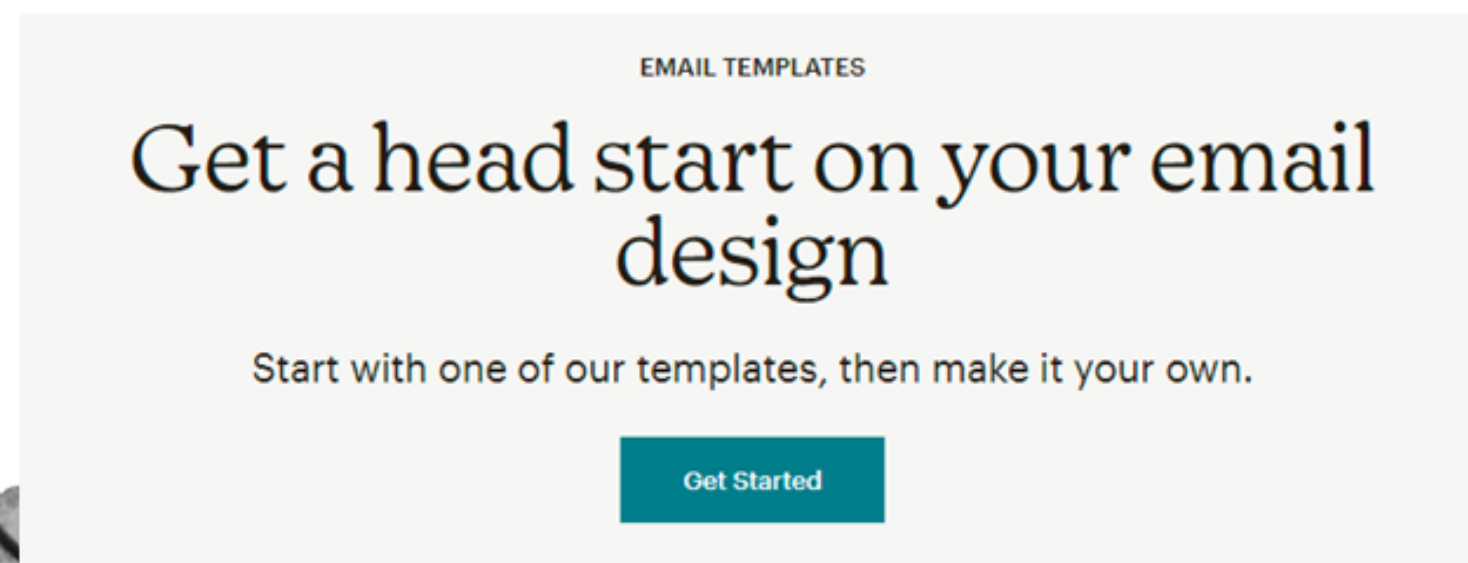 EMAIL TEMPLATES
Get a head start on your email
design
Start with one of our templates, then make it your own.
Get Started